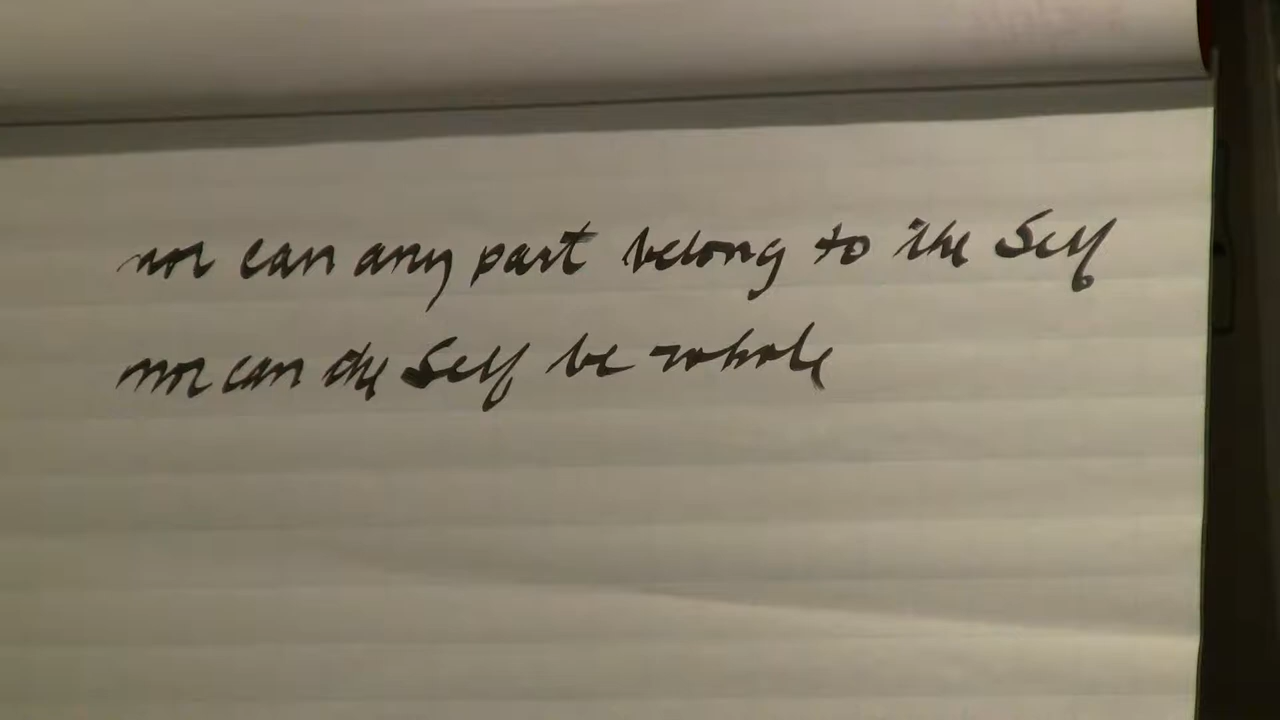 nor can any part belong to the Self
nor can the Self be whole